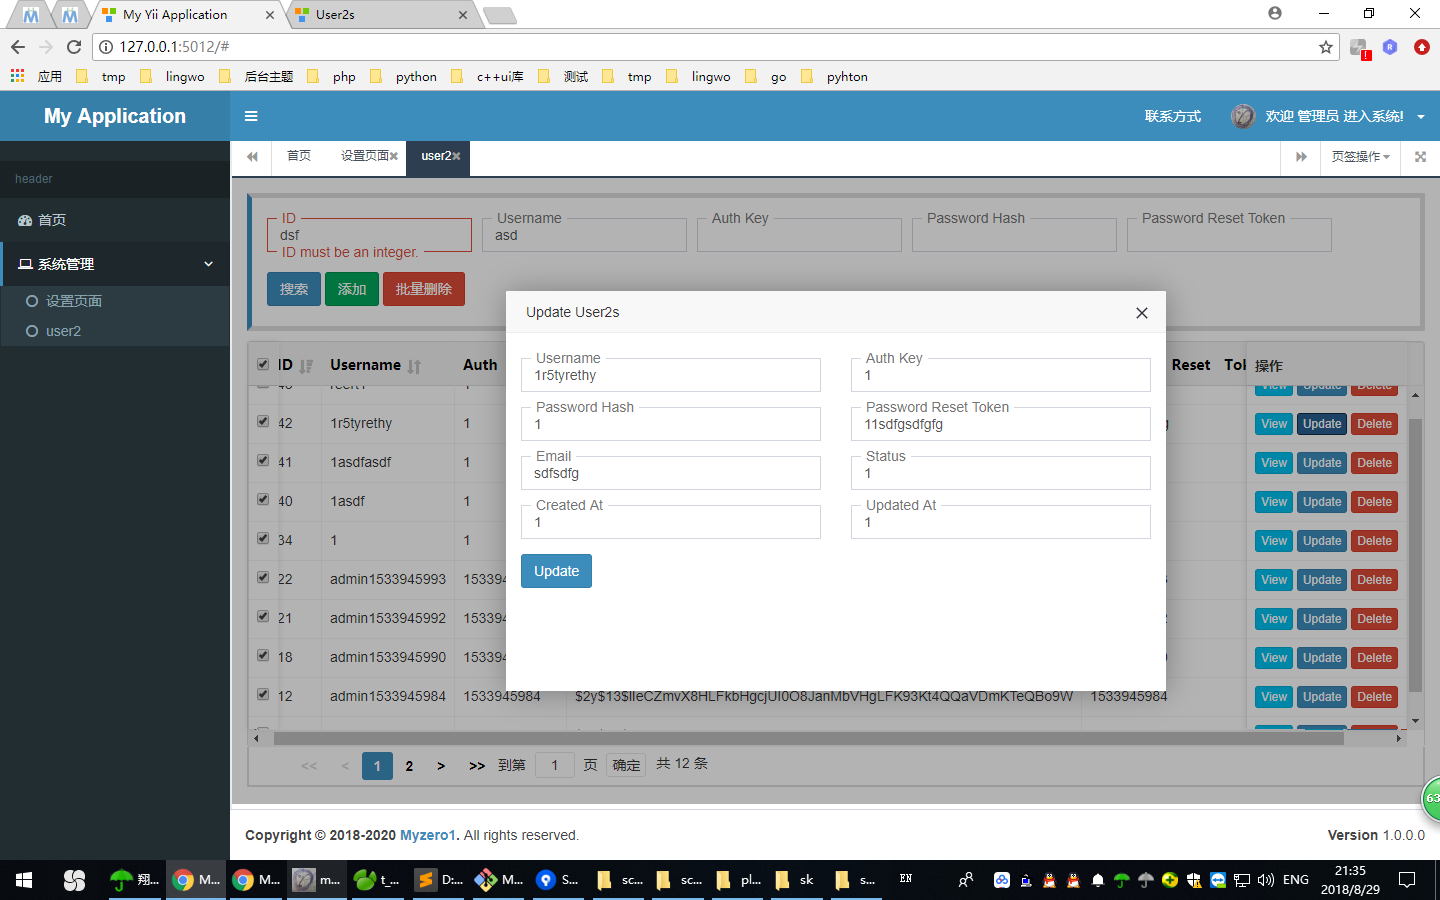 My Yii Application
User2s
127.0.0.1:5012/#
应用 tmp lingwo 后台主题 php python c++ui库 测试 tmp lingwo go pyhton
My Application
联系方式 欢迎 管理员 进入系统!
首页 设置页面 user2 页签操作
header
首页
系统管理
设置页面
user2
ID Username Auth Key Password Hash Password Reset Token
dsf asd
ID must be an integer.
搜索 添加 批量删除
Update User2s
Username Auth Key
1r5tyrethy 1
Password Hash Password Reset Token
1 11sdfgsdfgfg
Email Status
sdfsdfg 1
Created At Updated At
1 1
Update
ID Username Auth Reset 操作
42 1r5tyrethy 1 View Update Delete
41 1asdfasdf 1 View Update Delete
40 1asdf 1 View Update Delete
34 1 1 View Update Delete
22 admin1533945993 View Update Delete
21 admin1533945992 View Update Delete
18 admin1533945990 View Update Delete
12 admin1533945984 1533945984 1533945984 View Update Delete
<< < 1 2 > >> 到第 1 页 确定 共 12 条
Copyright © 2018-2020 Myzero1. All rights reserved.
Version 1.0.0.0
翔... M... M... m... t_... D:... M... S... sc... sc... pl... sk s... EN ENG
21:35
2018/8/29